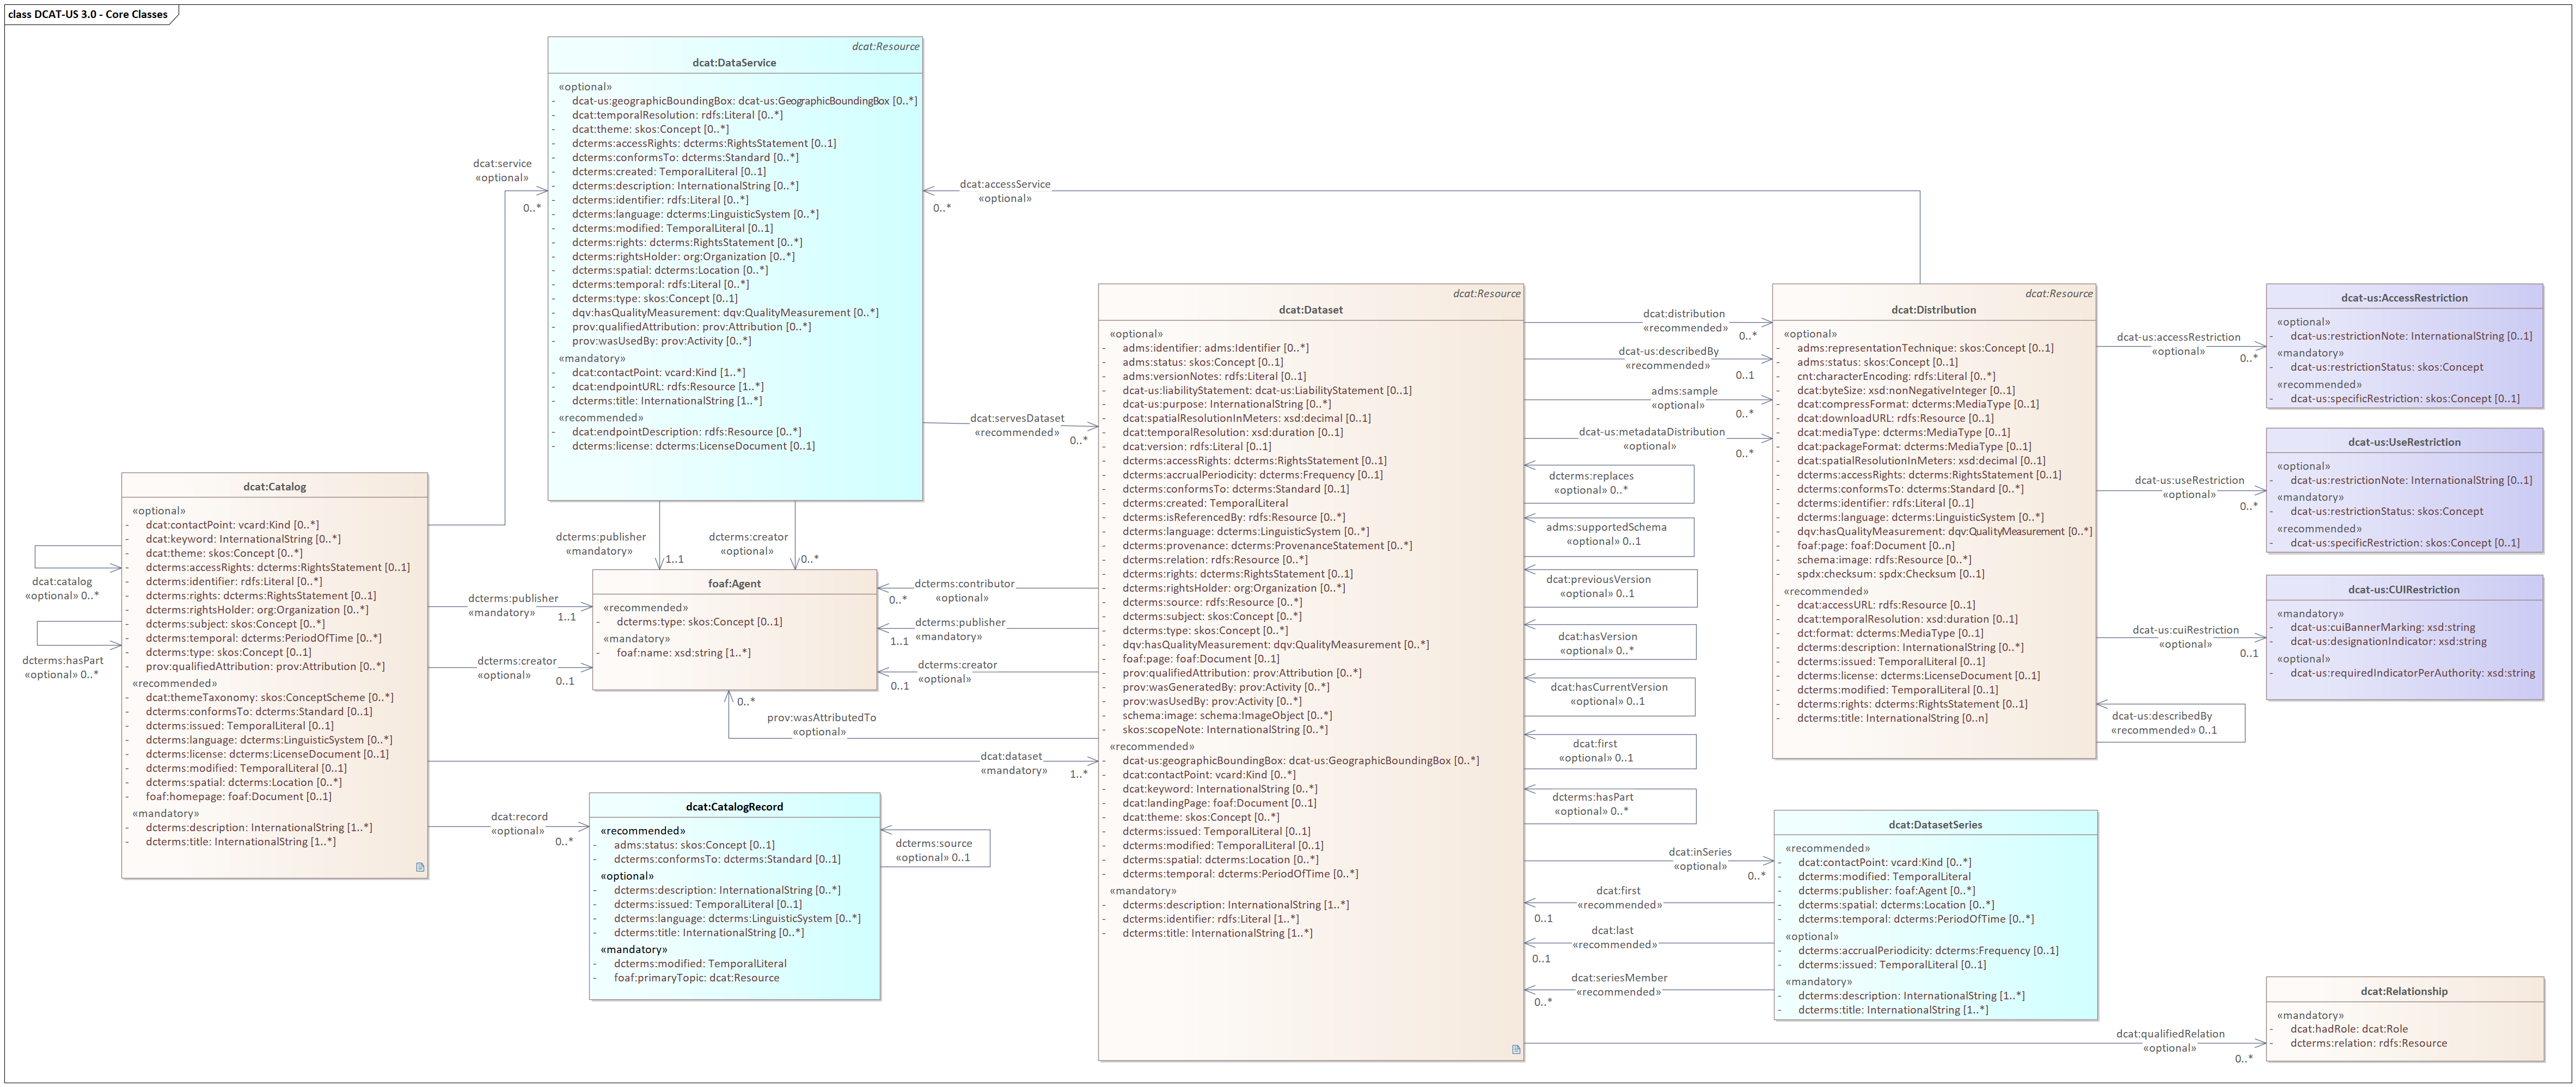 class DCAT-US 3.0 - Core Classes
dcat:Resource
dcat:DataService
«optional»
- dcat-us:geographicBoundingBox: dcat-us:GeographicBoundingBox [0..*]
- dcat:temporalResolution: rdfs:Literal [0..*]
- dcat:theme: skos:Concept [0..*]
- dcterms:accessRights: dcterms:RightsStatement [0..1]
- dcterms:conformsTo: dcterms:Standard [0..*]
- dcterms:created: TemporalLiteral [0..1]
- dcterms:description: InternationalString [0..*]
- dcterms:identifier: rdfs:Literal [0..*]
- dcterms:language: dcterms:LinguisticSystem [0..*]
- dcterms:modified: TemporalLiteral [0..1]
- dcterms:rights: dcterms:RightsStatement [0..*]
- dcterms:rightsHolder: org:Organization [0..*]
- dcterms:spatial: dcterms:Location [0..*]
- dcterms:temporal: rdfs:Literal [0..*]
- dcterms:type: skos:Concept [0..1]
- dqv:hasQualityMeasurement: dqv:QualityMeasurement [0..*]
- prov:qualifiedAttribution: prov:Attribution [0..*]
- prov:wasUsedBy: prov:Activity [0..*]
«mandatory»
- dcat:contactPoint: vcard:Kind [1..*]
- dcat:endpointURL: rdfs:Resource [1..*]
- dcterms:title: InternationalString [1..*]
«recommended»
- dcat:endpointDescription: rdfs:Resource [0..*]
- dcterms:license: dcterms:LicenseDocument [0..1]
dcat:service
«optional»
0..*
dcat:accessService
«optional»
0..*
dcat:servesDataset
«recommended»
0..*
dcterms:publisher
«mandatory»
1..1
dcterms:creator
«optional»
0..*
dcat:Catalog
«optional»
- dcat:contactPoint: vcard:Kind [0..*]
- dcat:keyword: InternationalString [0..*]
- dcat:theme: skos:Concept [0..*]
- dcterms:accessRights: dcterms:RightsStatement [0..1]
- dcterms:identifier: rdfs:Literal [0..*]
- dcterms:rights: dcterms:RightsStatement [0..1]
- dcterms:rightsHolder: org:Organization [0..*]
- dcterms:subject: skos:Concept [0..*]
- dcterms:temporal: dcterms:PeriodOfTime [0..*]
- dcterms:type: skos:Concept [0..1]
- prov:qualifiedAttribution: prov:Attribution [0..*]
«recommended»
- dcat:themeTaxonomy: skos:ConceptScheme [0..*]
- dcterms:conformsTo: dcterms:Standard [0..1]
- dcterms:issued: TemporalLiteral [0..1]
- dcterms:language: dcterms:LinguisticSystem [0..*]
- dcterms:license: dcterms:LicenseDocument [0..1]
- dcterms:modified: TemporalLiteral [0..1]
- dcterms:spatial: dcterms:Location [0..*]
- foaf:homepage: foaf:Document [0..1]
«mandatory»
- dcterms:description: InternationalString [1..*]
- dcterms:title: InternationalString [1..*]
dcat:catalog
«optional» 0..*
dcterms:hasPart
«optional» 0..*
dcterms:publisher
«mandatory»
1..1
dcterms:creator
«optional»
0..1
foaf:Agent
«recommended»
- dcterms:type: skos:Concept [0..1]
«mandatory»
- foaf:name: xsd:string [1..*]
dcterms:contributor
«optional»
0..*
dcterms:publisher
«mandatory»
1..1
dcterms:creator
«optional»
0..1
prov:wasAttributedTo
«optional»
0..*
dcat:dataset
«mandatory»
1..*
dcat:record
«optional»
0..*
dcat:CatalogRecord
«recommended»
- adms:status: skos:Concept [0..1]
- dcterms:conformsTo: dcterms:Standard [0..1]
«optional»
- dcterms:description: InternationalString [0..*]
- dcterms:issued: TemporalLiteral [0..1]
- dcterms:language: dcterms:LinguisticSystem [0..*]
- dcterms:title: InternationalString [0..*]
«mandatory»
- dcterms:modified: TemporalLiteral
- foaf:primaryTopic: dcat:Resource
dcterms:source
«optional» 0..1
dcat:Resource
dcat:Dataset
«optional»
- adms:identifier: adms:Identifier [0..*]
- adms:status: skos:Concept [0..1]
- adms:versionNotes: rdfs:Literal [0..1]
- dcat-us:liabilityStatement: dcat-us:LiabilityStatement [0..1]
- dcat-us:purpose: InternationalString [0..*]
- dcat:spatialResolutionInMeters: xsd:decimal [0..1]
- dcat:temporalResolution: xsd:duration [0..1]
- dcat:version: rdfs:Literal [0..1]
- dcterms:accessRights: dcterms:RightsStatement [0..1]
- dcterms:accrualPeriodicity: dcterms:Frequency [0..1]
- dcterms:conformsTo: dcterms:Standard [0..1]
- dcterms:created: TemporalLiteral
- dcterms:isReferencedBy: rdfs:Resource [0..*]
- dcterms:language: dcterms:LinguisticSystem [0..*]
- dcterms:provenance: dcterms:ProvenanceStatement [0..*]
- dcterms:relation: rdfs:Resource [0..*]
- dcterms:rights: dcterms:RightsStatement [0..1]
- dcterms:rightsHolder: org:Organization [0..*]
- dcterms:source: rdfs:Resource [0..*]
- dcterms:subject: skos:Concept [0..*]
- dcterms:type: skos:Concept [0..*]
- dqv:hasQualityMeasurement: dqv:QualityMeasurement [0..*]
- foaf:page: foaf:Document [0..1]
- prov:qualifiedAttribution: prov:Attribution [0..*]
- prov:wasGeneratedBy: prov:Activity [0..*]
- prov:wasUsedBy: prov:Activity [0..*]
- schema:image: schema:ImageObject [0..*]
- skos:scopeNote: InternationalString [0..*]
«recommended»
- dcat-us:geographicBoundingBox: dcat-us:GeographicBoundingBox [0..*]
- dcat:contactPoint: vcard:Kind [0..*]
- dcat:keyword: InternationalString [0..*]
- dcat:landingPage: foaf:Document [0..1]
- dcat:theme: skos:Concept [0..*]
- dcterms:issued: TemporalLiteral [0..1]
- dcterms:modified: TemporalLiteral [0..1]
- dcterms:spatial: dcterms:Location [0..*]
- dcterms:temporal: dcterms:PeriodOfTime [0..*]
«mandatory»
- dcterms:description: InternationalString [1..*]
- dcterms:identifier: rdfs:Literal [1..*]
- dcterms:title: InternationalString [1..*]
dcat:distribution
«recommended»
0..*
dcat-us:describedBy
«recommended»
0..1
adms:sample
«optional»
0..*
dcat-us:metadataDistribution
«optional»
0..*
dcterms:replaces
«optional» 0..*
adms:supportedSchema
«optional» 0..1
dcat:previousVersion
«optional» 0..1
dcat:hasVersion
«optional» 0..*
dcat:hasCurrentVersion
«optional» 0..1
dcat:first
«optional» 0..1
dcterms:hasPart
«optional» 0..*
dcat:inSeries
«optional»
0..*
dcat:first
«recommended»
0..1
dcat:last
«recommended»
0..1
dcat:seriesMember
«recommended»
0..*
dcat:qualifiedRelation
«optional»
0..*
dcat:Resource
dcat:Distribution
«optional»
- adms:representationTechnique: skos:Concept [0..1]
- adms:status: skos:Concept [0..1]
- cnt:characterEncoding: rdfs:Literal [0..*]
- dcat:byteSize: xsd:nonNegativeInteger [0..1]
- dcat:compressFormat: dcterms:MediaType [0..1]
- dcat:downloadURL: rdfs:Resource [0..1]
- dcat:mediaType: dcterms:MediaType [0..1]
- dcat:packageFormat: dcterms:MediaType [0..1]
- dcat:spatialResolutionInMeters: xsd:decimal [0..1]
- dcterms:accessRights: dcterms:RightsStatement [0..1]
- dcterms:conformsTo: dcterms:Standard [0..*]
- dcterms:identifier: rdfs:Literal [0..1]
- dcterms:language: dcterms:LinguisticSystem [0..*]
- dqv:hasQualityMeasurement: dqv:QualityMeasurement [0..*]
- foaf:page: foaf:Document [0..n]
- schema:image: rdfs:Resource [0..*]
- spdx:checksum: spdx:Checksum [0..1]
«recommended»
- dcat:accessURL: rdfs:Resource [0..1]
- dcat:temporalResolution: xsd:duration [0..1]
- dct:format: dcterms:MediaType [0..1]
- dcterms:description: InternationalString [0..*]
- dcterms:issued: TemporalLiteral [0..1]
- dcterms:license: dcterms:LicenseDocument [0..1]
- dcterms:modified: TemporalLiteral [0..1]
- dcterms:rights: dcterms:RightsStatement [0..1]
- dcterms:title: InternationalString [0..n]
dcat-us:accessRestriction
«optional»
0..*
dcat-us:useRestriction
«optional»
0..*
dcat-us:cuiRestriction
«optional»
0..1
dcat-us:describedBy
«recommended» 0..1
dcat:DatasetSeries
«recommended»
- dcat:contactPoint: vcard:Kind [0..*]
- dcterms:modified: TemporalLiteral
- dcterms:publisher: foaf:Agent [0..*]
- dcterms:spatial: dcterms:Location [0..*]
- dcterms:temporal: dcterms:PeriodOfTime [0..*]
«optional»
- dcterms:accrualPeriodicity: dcterms:Frequency [0..1]
- dcterms:issued: TemporalLiteral [0..1]
«mandatory»
- dcterms:description: InternationalString [1..*]
- dcterms:title: InternationalString [1..*]
dcat-us:AccessRestriction
«optional»
- dcat-us:restrictionNote: InternationalString [0..1]
«mandatory»
- dcat-us:restrictionStatus: skos:Concept
«recommended»
- dcat-us:specificRestriction: skos:Concept [0..1]
dcat-us:UseRestriction
«optional»
- dcat-us:restrictionNote: InternationalString [0..1]
«mandatory»
- dcat-us:restrictionStatus: skos:Concept
«recommended»
- dcat-us:specificRestriction: skos:Concept [0..1]
dcat-us:CUIRestriction
«mandatory»
- dcat-us:cuiBannerMarking: xsd:string
- dcat-us:designationIndicator: xsd:string
«optional»
- dcat-us:requiredIndicatorPerAuthority: xsd:string
dcat:Relationship
«mandatory»
- dcat:hadRole: dcat:Role
- dcterms:relation: rdfs:Resource